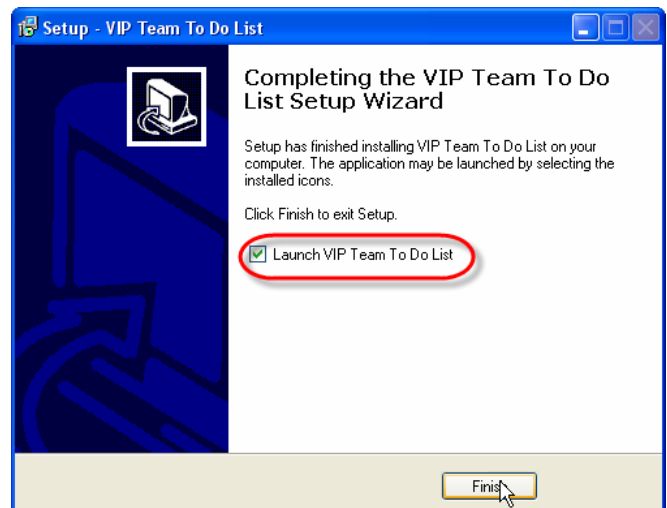 Setup - VIP Team To Do List
Completing the VIP Team To Do
List Setup Wizard
Setup has finished installing VIP Team To Do List on your
computer. The application may be launched by selecting the
installed icons.
Click Finish to exit Setup.
Launch VIP Team To Do List
Finish